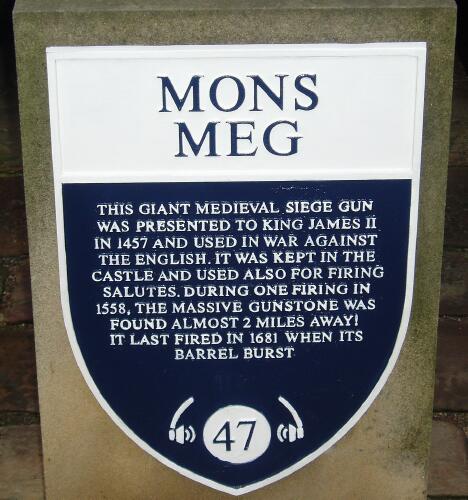 MONS
MEG
THIS GIANT MEDIEVAL SIEGE GUN
WAS PRESENTED TO KING JAMES II
IN 1457 AND USED IN WAR AGAINST
THE ENGLISH. IT WAS KEPT IN THE
CASTLE AND USED ALSO FOR FIRING
SALUTES. DURING ONE FIRING IN
1558, THE MASSIVE GUNSTONE WAS
FOUND ALMOST 2 MILES AWAY!
IT LAST FIRED IN 1681 WHEN ITS
BARREL BURST
47